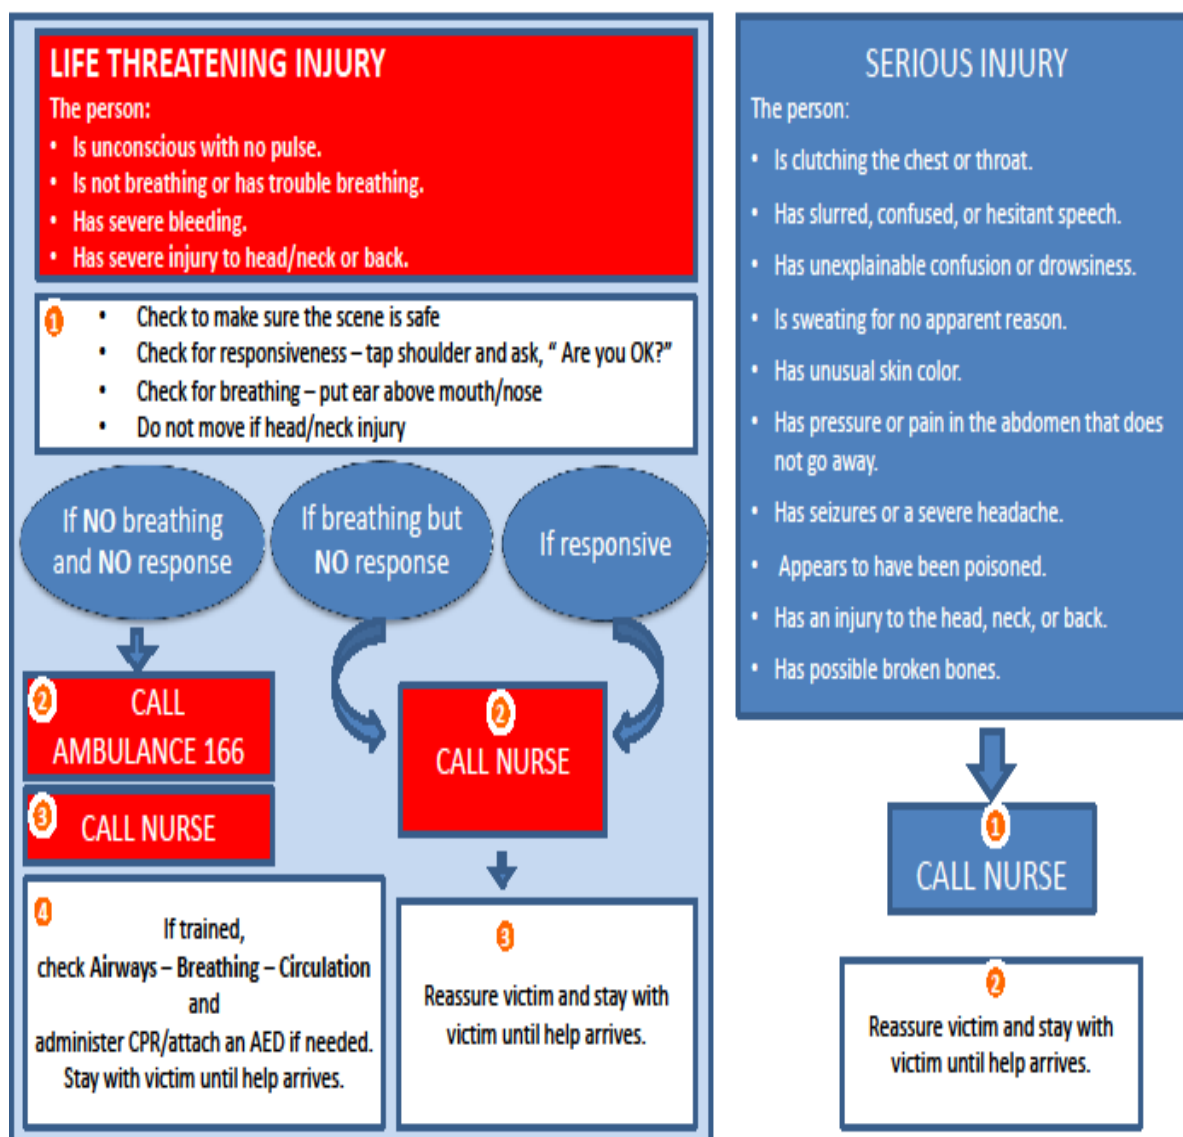 LIFE THREATENING INJURY
The person:
• Is unconscious with no pulse.
• Is not breathing or has trouble breathing.
• Has severe bleeding.
• Has severe injury to head/neck or back.
1
• Check to make sure the scene is safe
• Check for responsiveness – tap shoulder and ask, “ Are you OK?”
• Check for breathing – put ear above mouth/nose
• Do not move if head/neck injury
If NO breathing
and NO response
If breathing but
NO response
If responsive
2
CALL
AMBULANCE 166
3
CALL NURSE
4
If trained,
check Airways – Breathing – Circulation
and
administer CPR/attach an AED if needed.
Stay with victim until help arrives.
2
CALL NURSE
3
Reassure victim and stay with
victim until help arrives.
SERIOUS INJURY
The person:
• Is clutching the chest or throat.
• Has slurred, confused, or hesitant speech.
• Has unexplainable confusion or drowsiness.
• Is sweating for no apparent reason.
• Has unusual skin color.
• Has pressure or pain in the abdomen that does
not go away.
• Has seizures or a severe headache.
• Appears to have been poisoned.
• Has an injury to the head, neck, or back.
• Has possible broken bones.
1
CALL NURSE
2
Reassure victim and stay with
victim until help arrives.